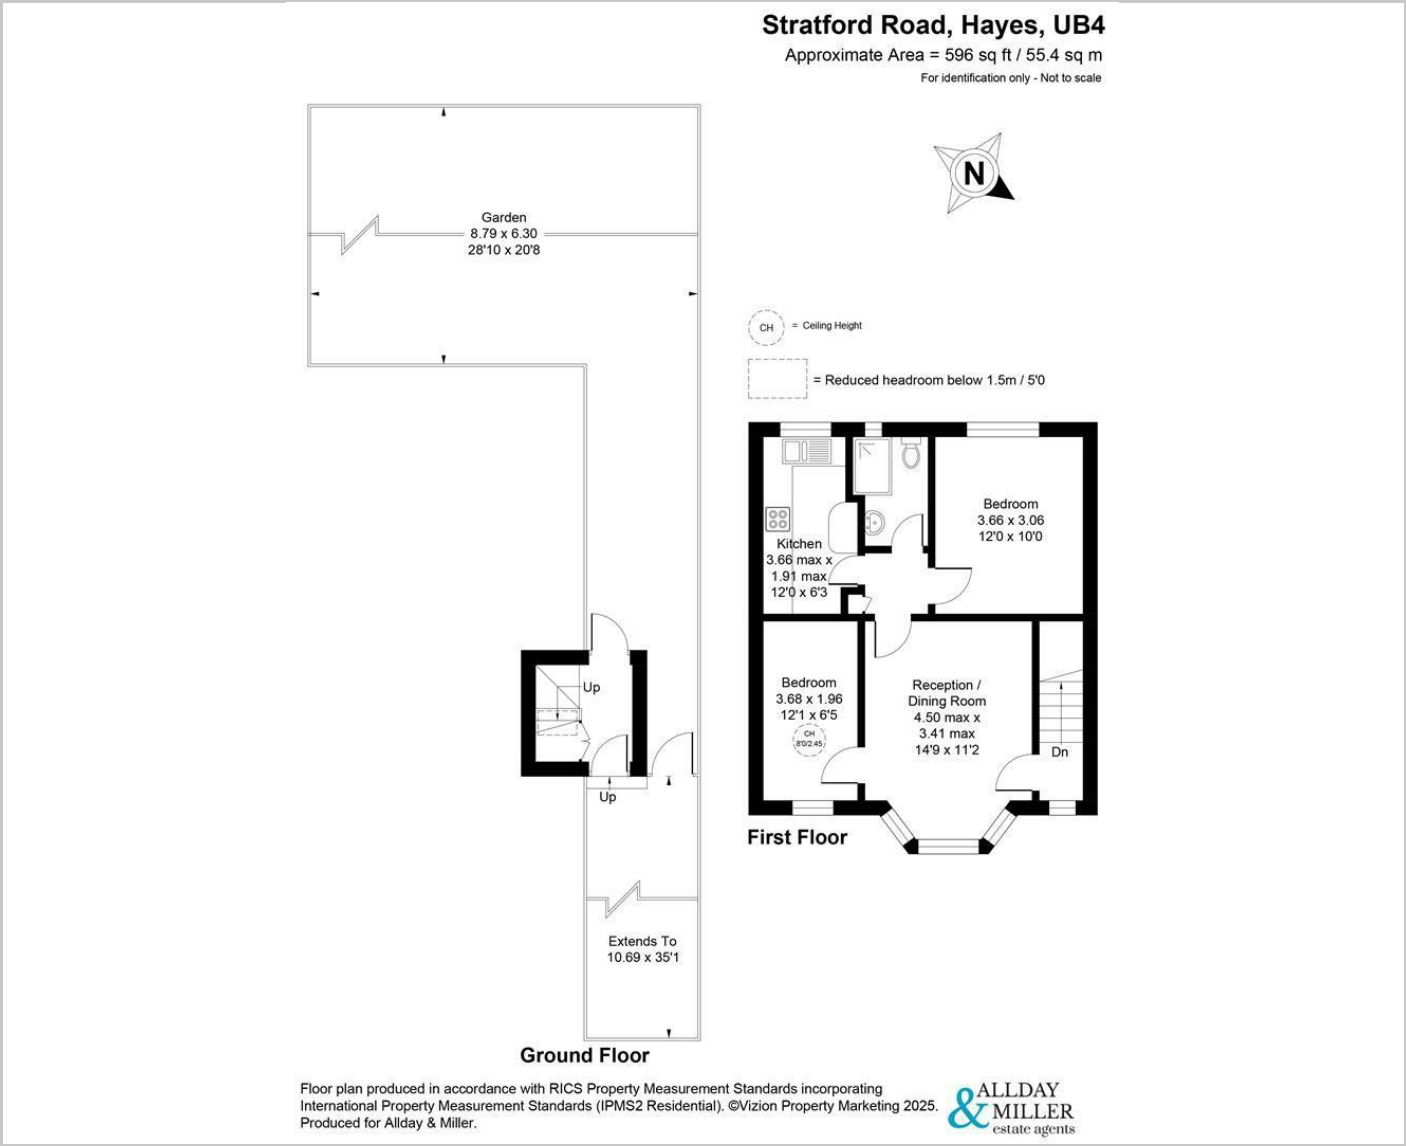 Stratford Road, Hayes, UB4
Approximate Area = 596 sq ft / 55.4 sq m
For identification only - Not to scale
N
Garden
8.79 x 6.30
28'10 x 20'8
CH
= Ceiling Height
= Reduced headroom below 1.5m / 5'0
Kitchen
3.66 max x
1.91 max
12'0 x 6'3
Bedroom
3.66 x 3.06
12'0 x 10'0
Bedroom
3.68 x 1.96
12'1 x 6'5
CH
8'0/2.45
Reception /
Dining Room
4.50 max x
3.41 max
14'9 x 11'2
Dn
First Floor
Up
Up
Extends To
10.69 x 35'1
Ground Floor
Floor plan produced in accordance with RICS Property Measurement Standards incorporating
International Property Measurement Standards (IPMS2 Residential). ©Vizion Property Marketing 2025.
Produced for Allday & Miller.
ALLDAY
& MILLER
estate agents